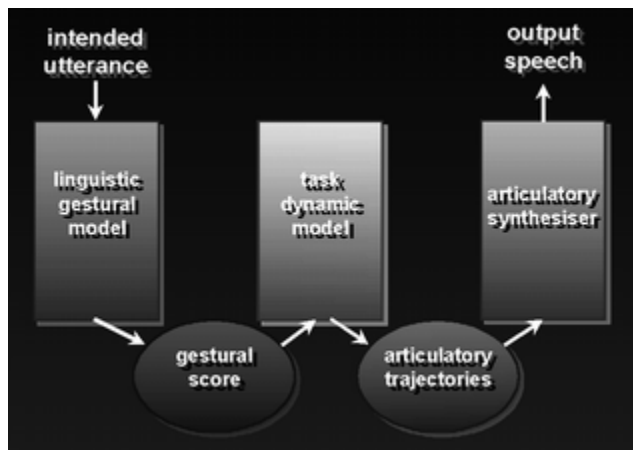 intended
utterance
output
speech
linguistic
gestural
model
task
dynamic
model
articulatory
synthesiser
gestural
score
articulatory
trajectories